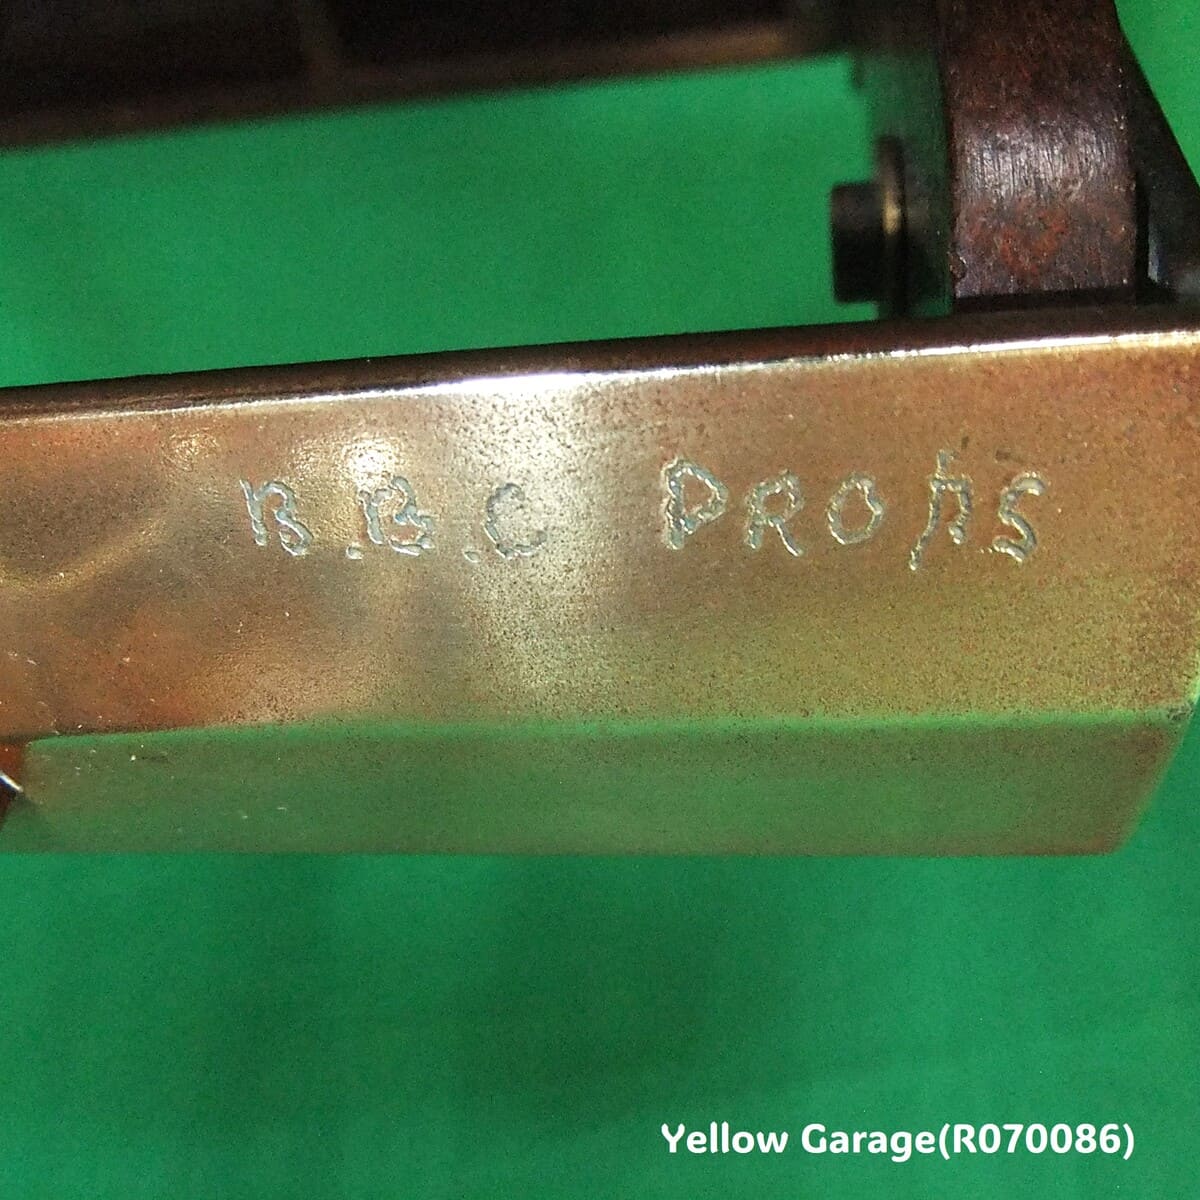 B.B.C PROPS
Yellow Garage(R070086)